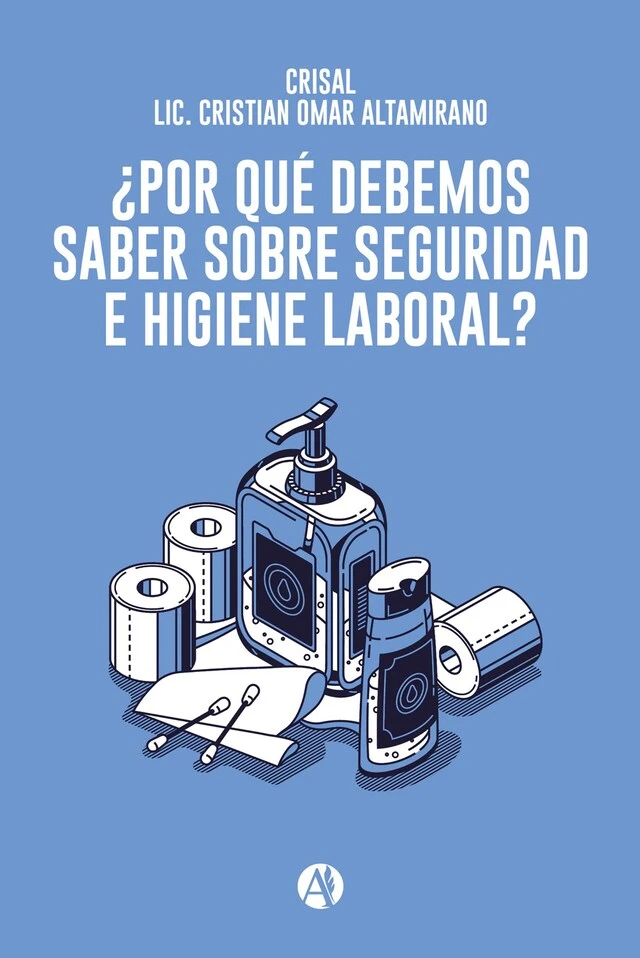 CRISAL
LIC. CRISTIAN OMAR ALTAMIRANO
¿POR QUÉ DEBEMOS
SABER SOBRE SEGURIDAD
E HIGIENE LABORAL?
A